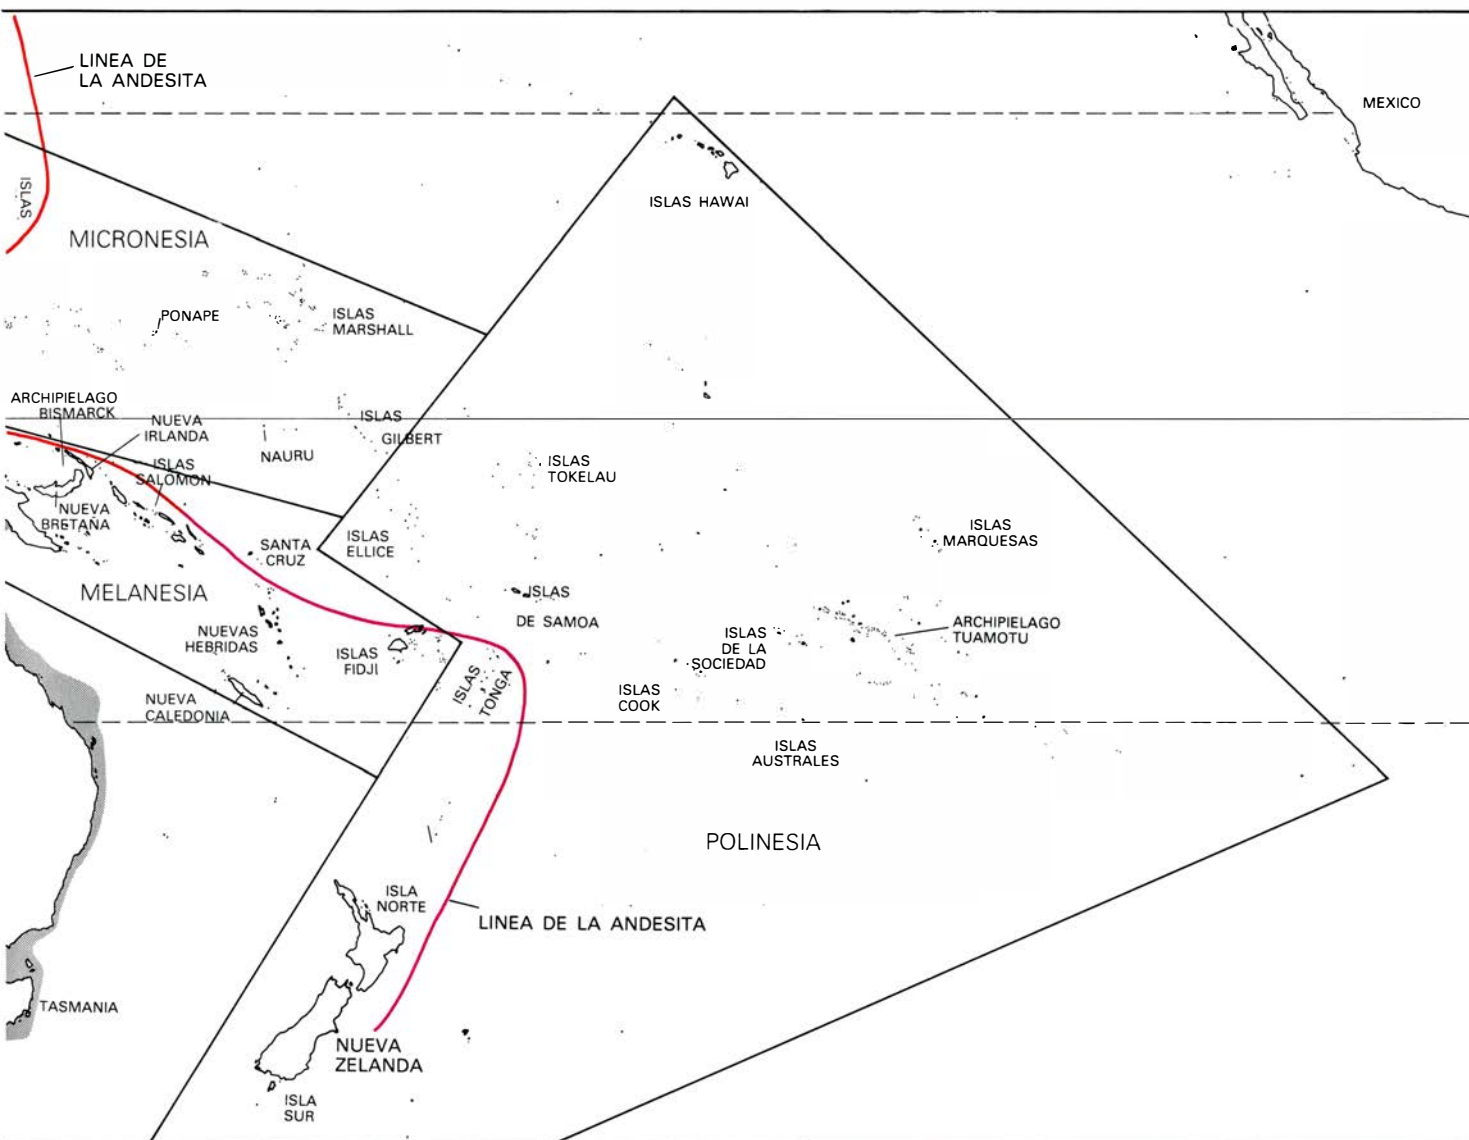 LINEA DE
LA ANDESITA
MEXICO
ISLAS
ISLAS HAWAI
MICRONESIA
PONAPE
ISLAS
MARSHALL
ARCHIPIELAGO
BISMARCK
NUEVA
IRLANDA
ISLAS
GILBERT
NAURU
ISLAS
SALOMON
ISLAS
TOKELAU
NUEVA
BRETAÑA
SANTA
CRUZ
ISLAS
ELLICE
ISLAS
MARQUESAS
MELANESIA
ISLAS
DE SAMOA
NUEVAS
HEBRIDAS
ISLAS
FIDJI
ISLAS
DE LA
SOCIEDAD
ARCHIPIELAGO
TUAMOTU
ISLAS
TONGA
NUEVA
CALEDONIA
ISLAS
COOK
ISLAS
AUSTRALES
POLINESIA
ISLA
NORTE
LINEA DE LA ANDESITA
TASMANIA
NUEVA
ZELANDA
ISLA
SUR